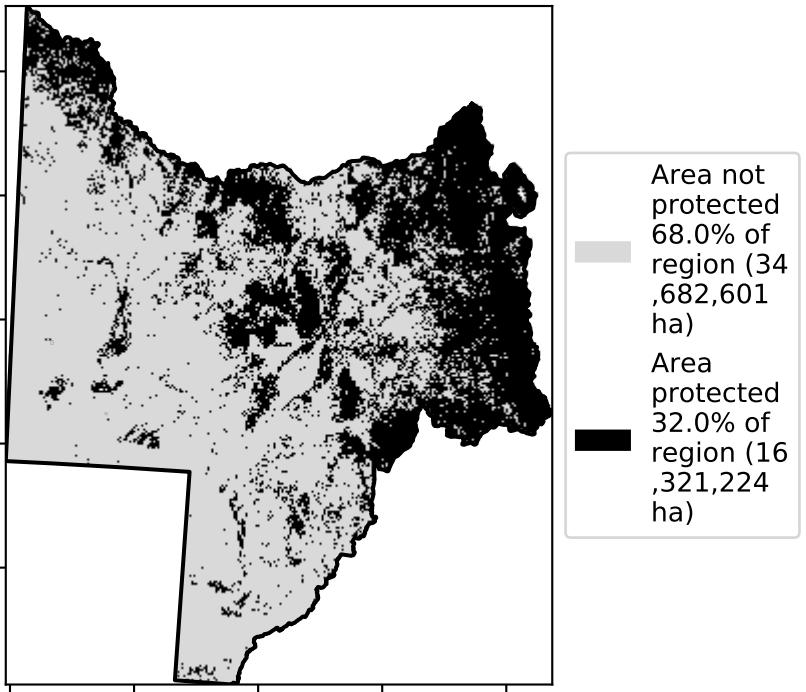 Area not
protected
68.0% of
region (34
,682,601
ha)
Area
protected
32.0% of
region (16
,321,224
ha)